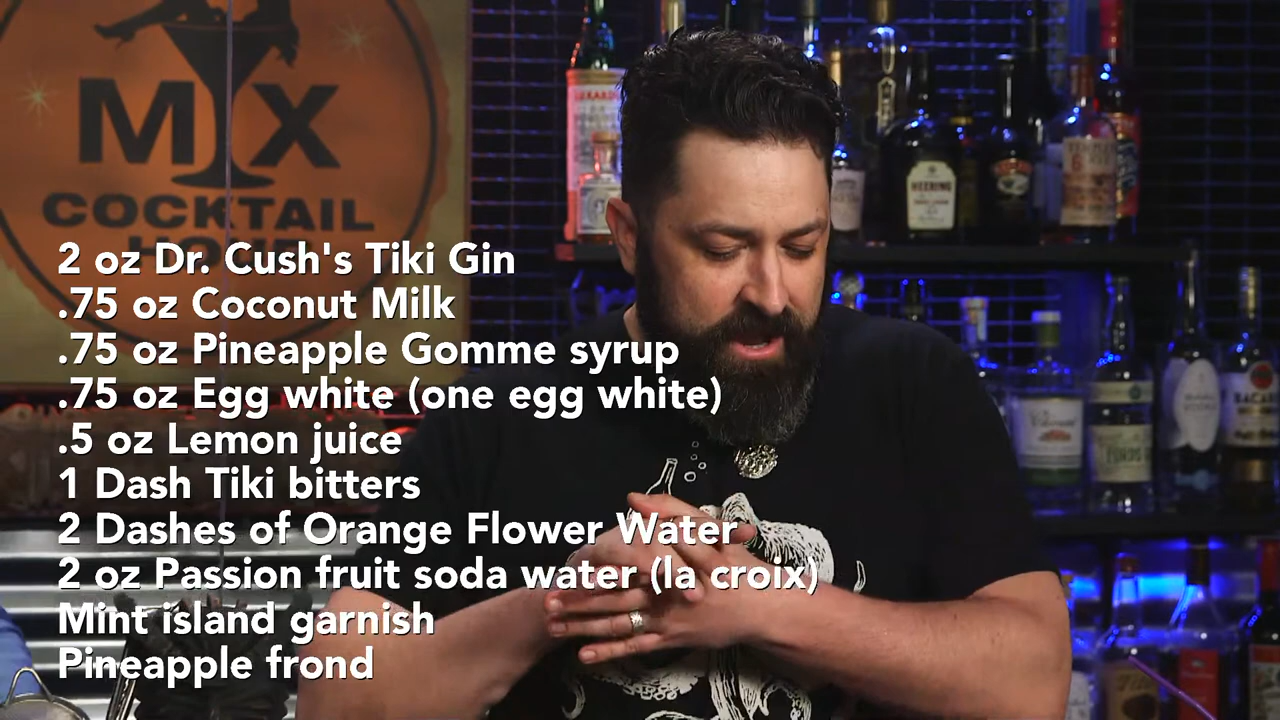 MIX
COCKTAIL
HOUR
2 oz Dr. Cush's Tiki Gin
.75 oz Coconut Milk
.75 oz Pineapple Gomme syrup
.75 oz Egg white (one egg white)
.5 oz Lemon juice
1 Dash Tiki bitters
2 Dashes of Orange Flower Water
2 oz Passion fruit soda water (la croix)
Mint island garnish
Pineapple frond
HEERING